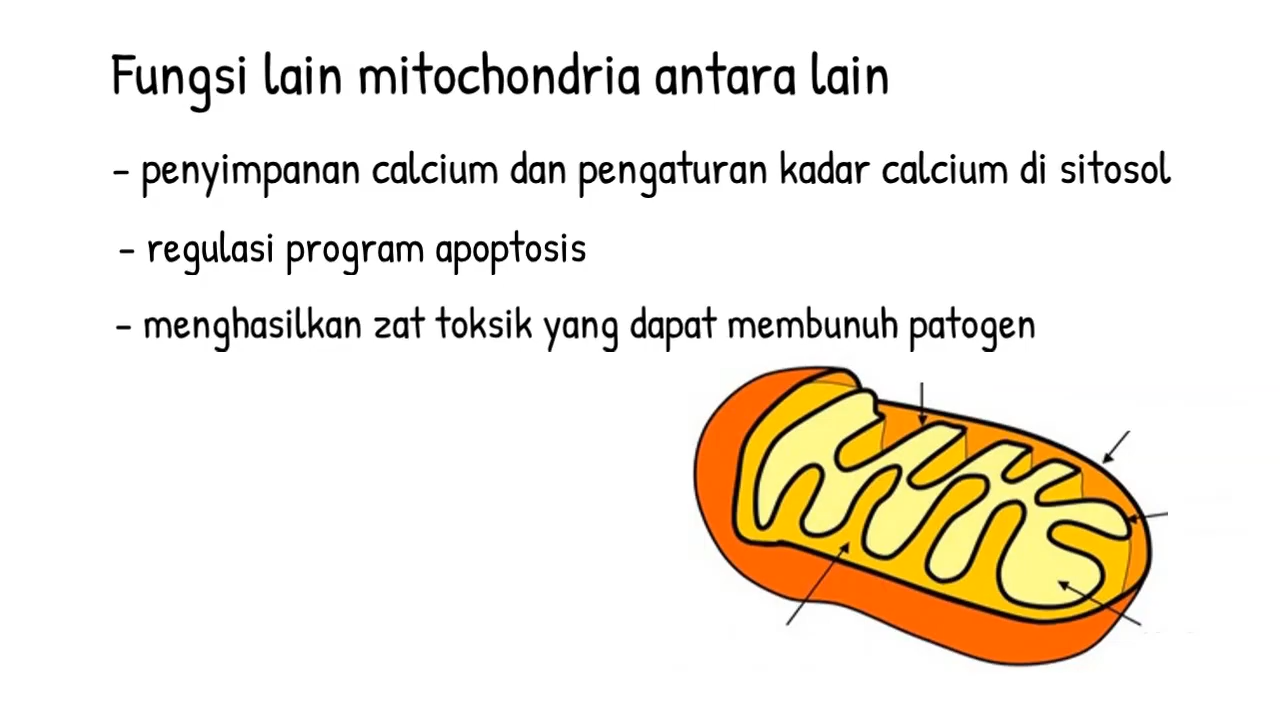 Fungsi lain mitochondria antara lain
- penyimpanan calcium dan pengaturan kadar calcium di sitosol
- regulasi program apoptosis
- menghasilkan zat toksik yang dapat membunuh patogen